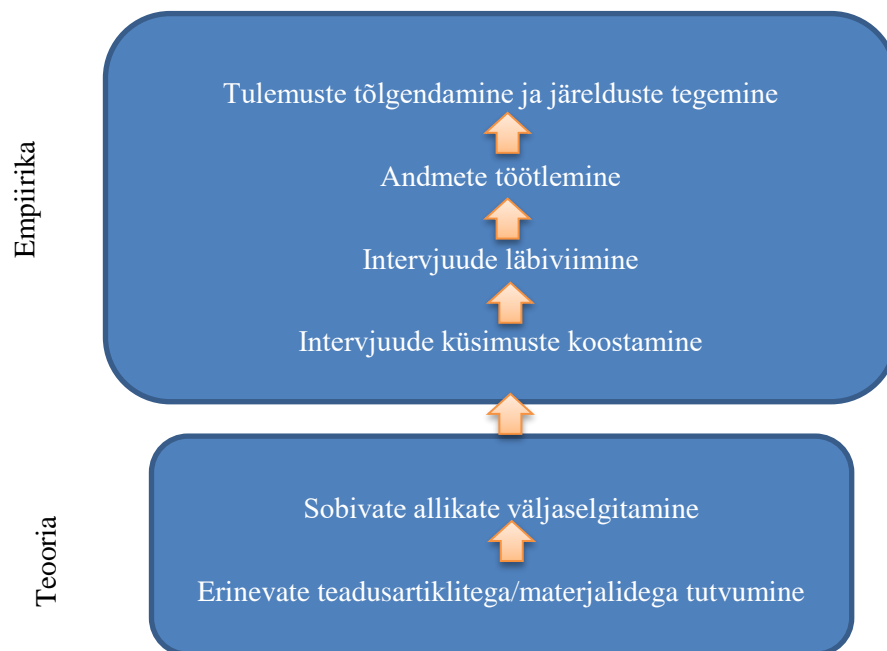 Empiirika
Tulemuste tõlgendamine ja järelduste tegemine
Andmete töötlemine
Intervjuude läbiviimine
Intervjuude küsimuste koostamine
Teooria
Sobivate allikate väljaselgitamine
Erinevate teadusartiklitega/materjalidega tutvumine